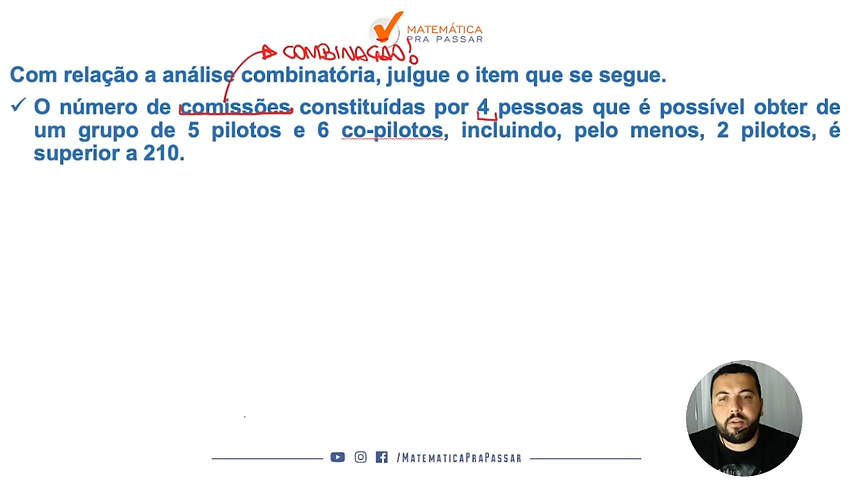 MATEMÁTICA
PRA PASSAR
COMBINAÇÃO!
Com relação a análise combinatória, julgue o item que se segue.
✓ O número de comissões constituídas por 4 pessoas que é possível obter de
um grupo de 5 pilotos e 6 co-pilotos, incluindo, pelo menos, 2 pilotos, é
superior a 210.
/MATEMATICAPRAPASSAR